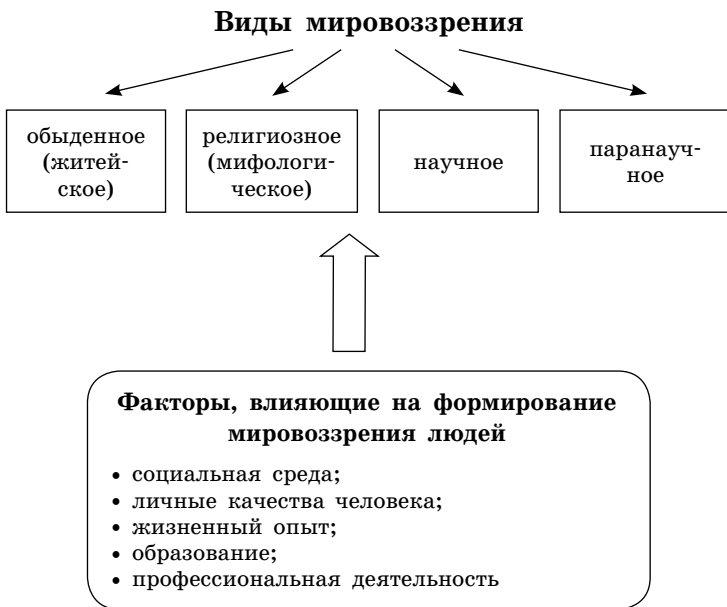 Виды мировоззрения
обыденное
(житей-
ское)
религиозное
(мифологи-
ческое)
научное
паранауч-
ное
Факторы, влияющие на формирование
мировоззрения людей
• социальная среда;
• личные качества человека;
• жизненный опыт;
• образование;
• профессиональная деятельность